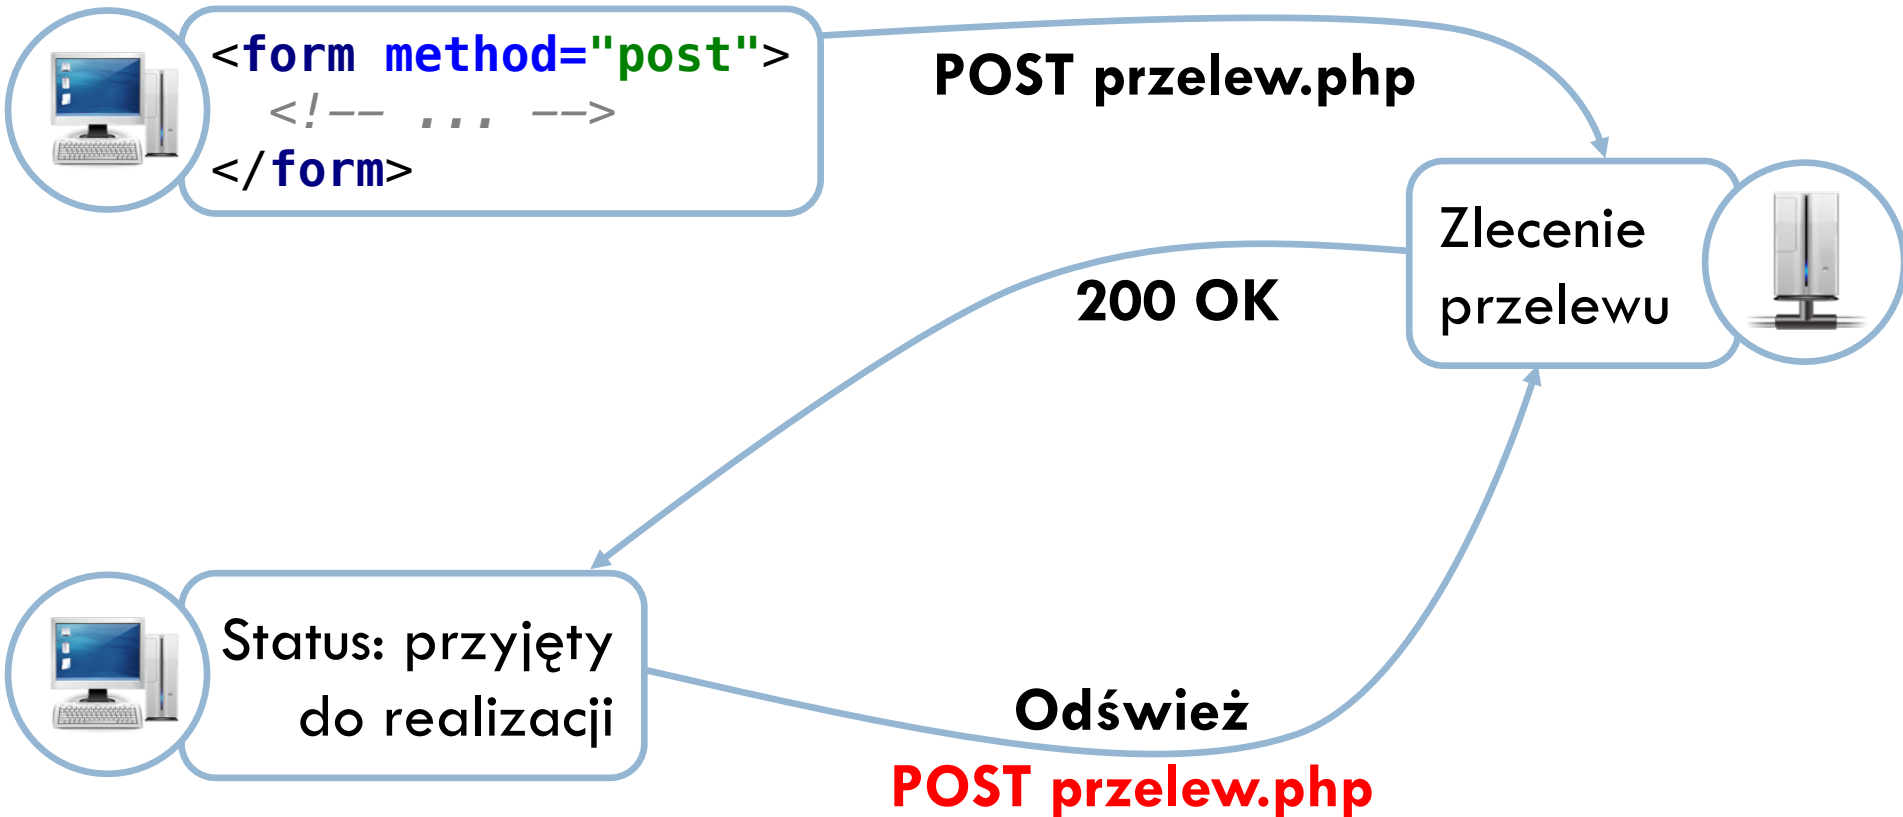 <form method="post">
<!-- ... -->
</form>
POST przelew.php
Zlecenie
przelewu
200 OK
Status: przyjęty
do realizacji
Odśwież
POST przelew.php